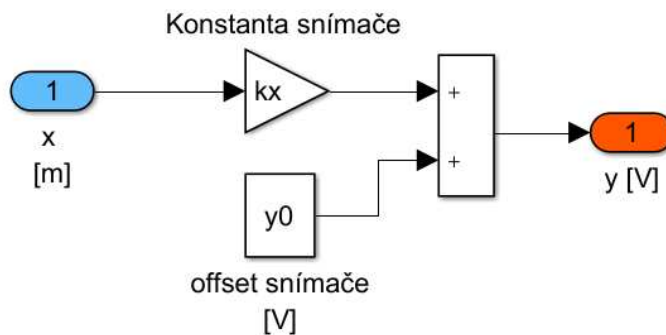 Konstanta snímače
1
kx
+
x
[m]
1
+
y0
y [V]
offset snímače
[V]